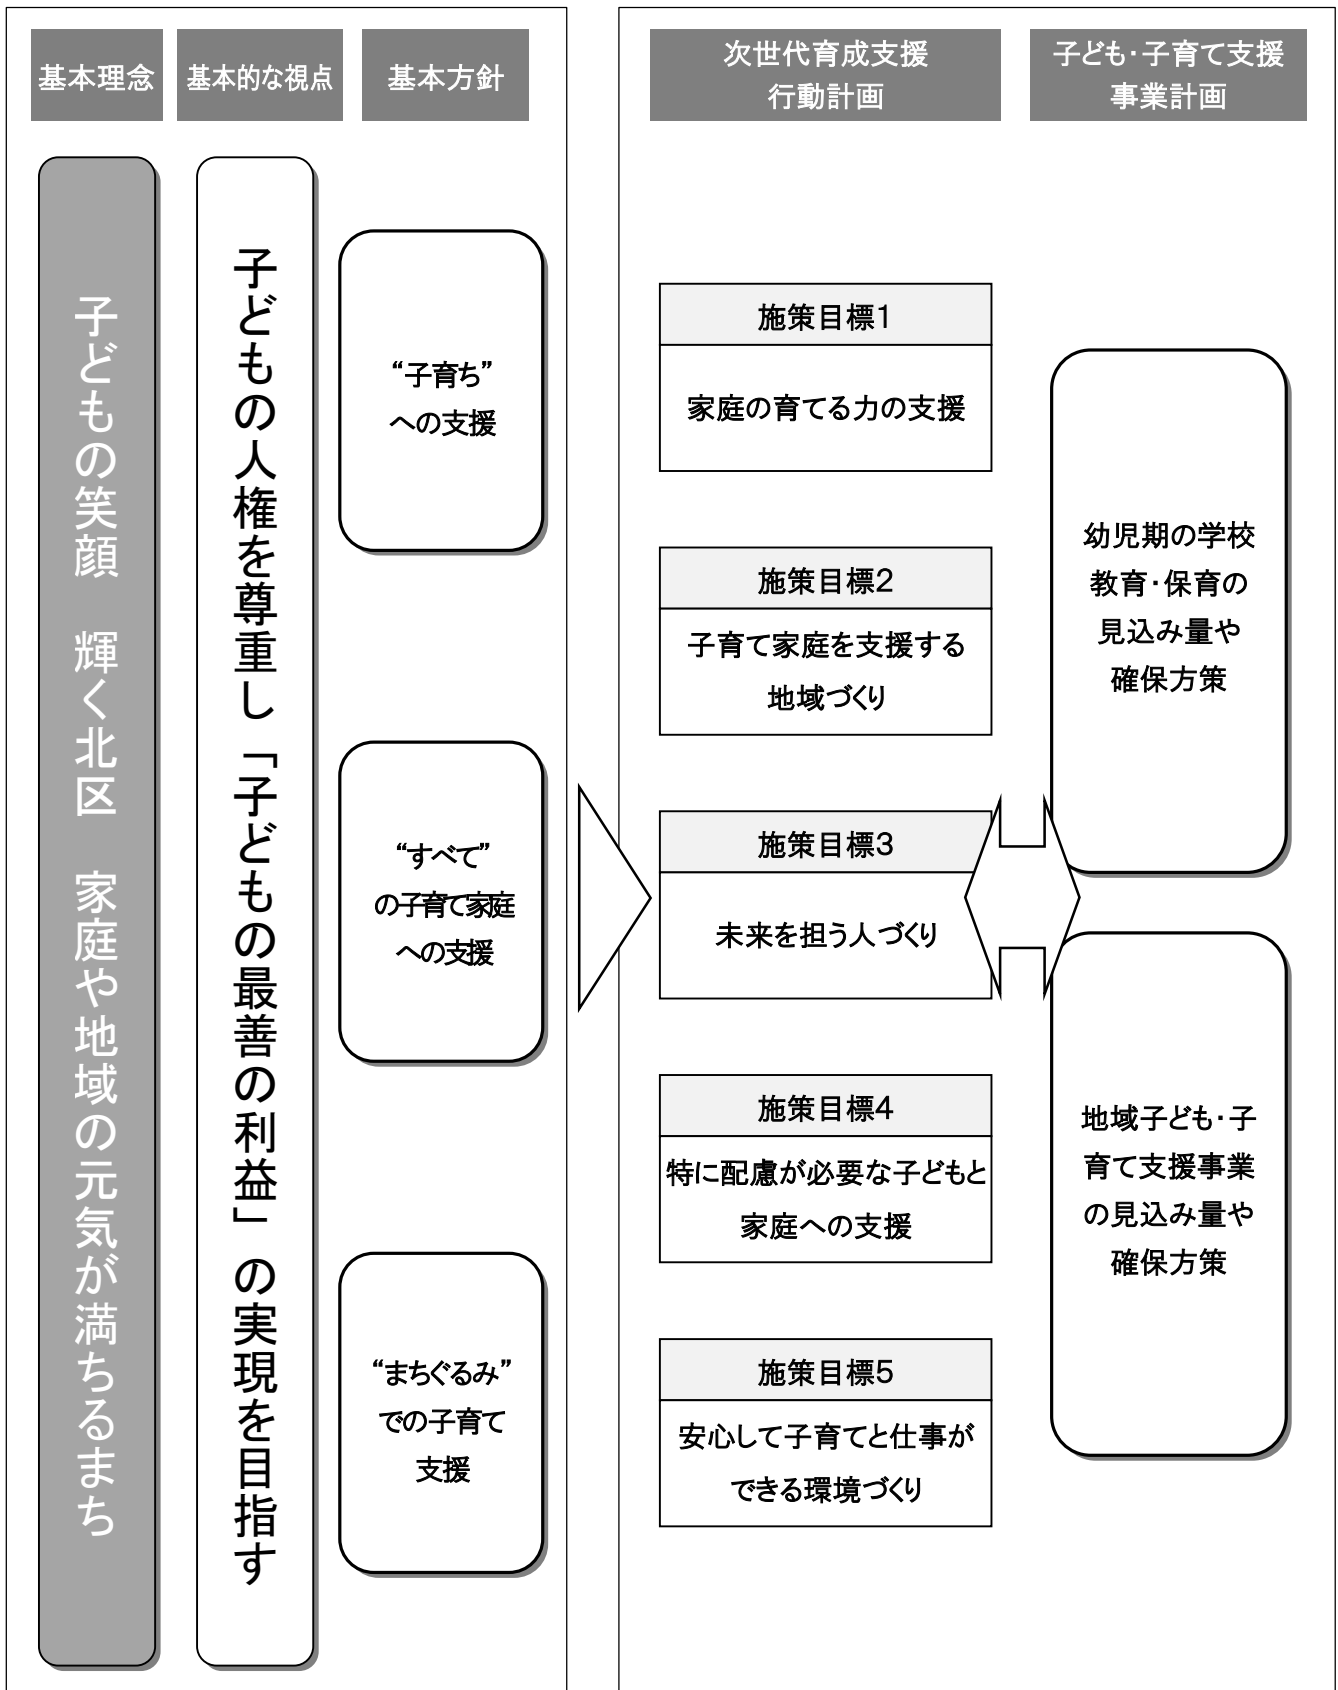 基本理念
基本的な視点
基本方針
次世代育成支援
行動計画
子ども・子育て支援
事業計画
子どもの笑顔　輝く北区　家庭や地域の元気が満ちるまち
子どもの人権を尊重し「子どもの最善の利益」の実現を目指す
“子育ち”
への支援
“すべて”
の子育て家庭
への支援
“まちぐるみ”
での子育て
支援
施策目標1
家庭の育てる力の支援
施策目標2
子育て家庭を支援する
地域づくり
施策目標3
未来を担う人づくり
施策目標4
特に配慮が必要な子どもと
家庭への支援
施策目標5
安心して子育てと仕事が
できる環境づくり
幼児期の学校
教育・保育の
見込み量や
確保方策
地域子ども・子
育て支援事業
の見込み量や
確保方策